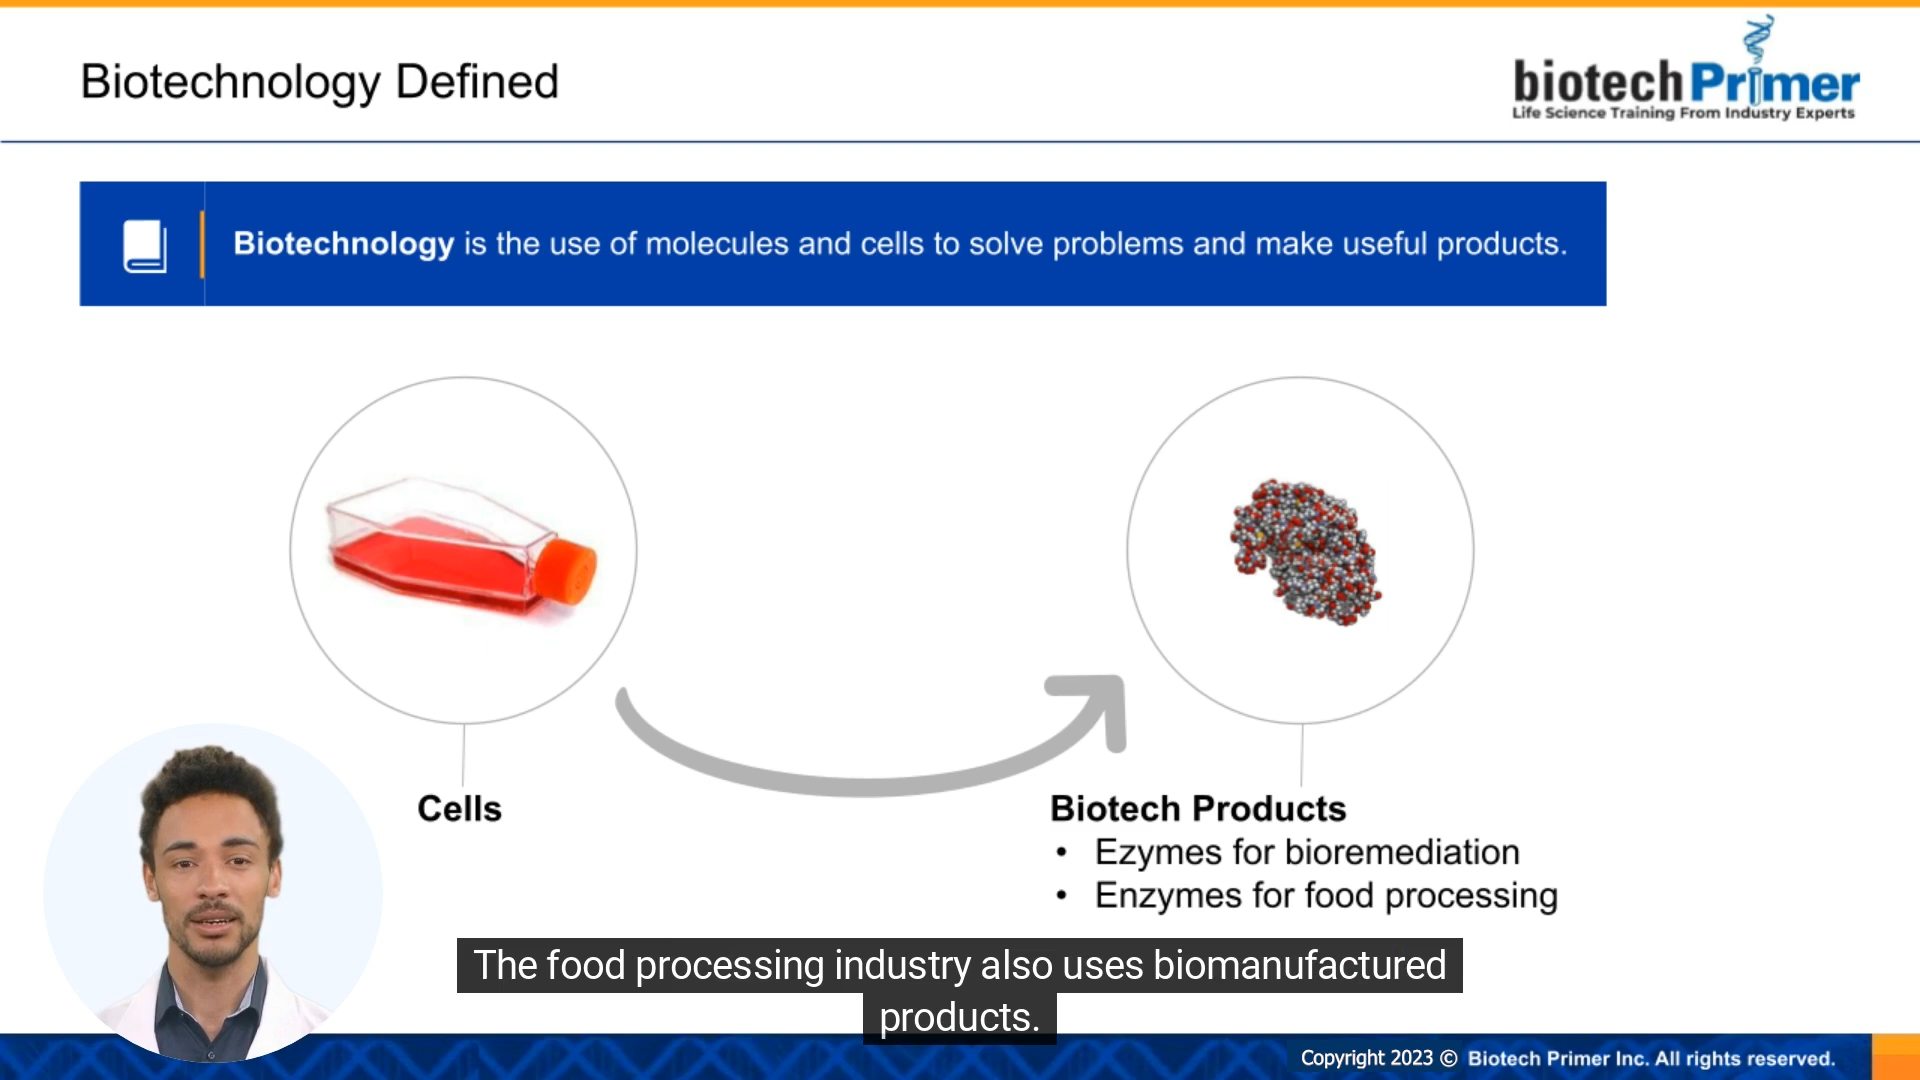 Biotechnology Defined
biotechPrimer
Life Science Training From Industry Experts
Biotechnology is the use of molecules and cells to solve problems and make useful products.
Cells
Biotech Products
• Ezymes for bioremediation
• Enzymes for food processing
The food processing industry also uses biomanufactured
products.
Copyright 2023 © Biotech Primer Inc. All rights reserved.